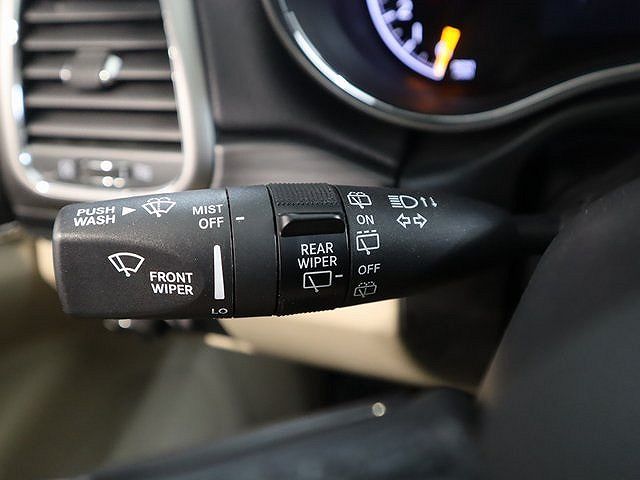 PUSH
WASH
MIST
OFF
FRONT
WIPER
LO
REAR
WIPER
ON
OFF